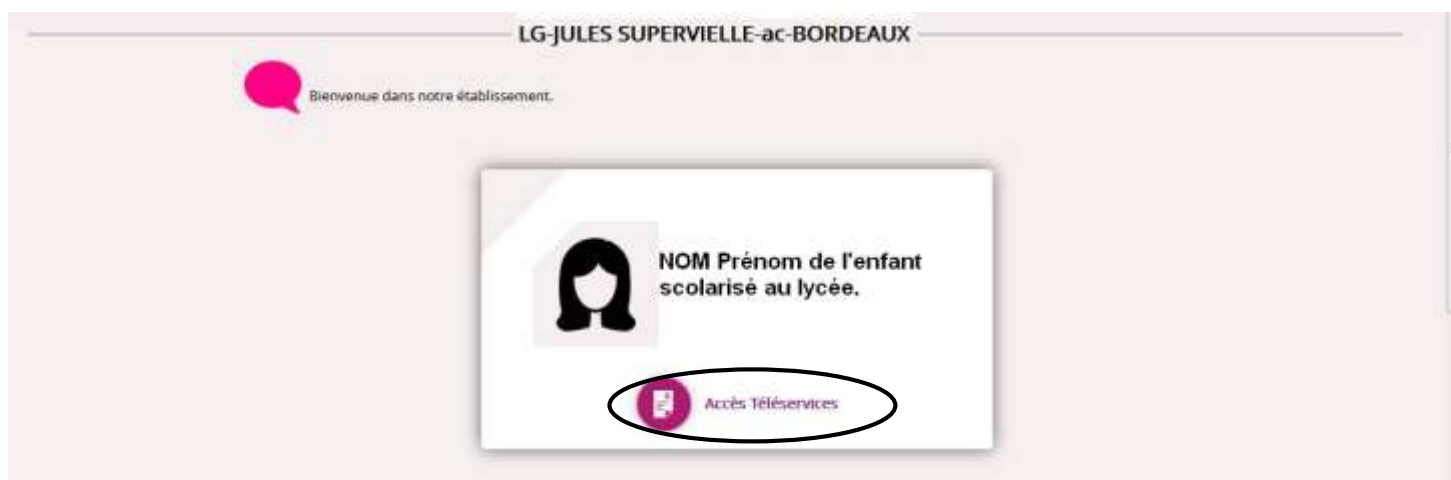 LG-JULES SUPERVIELLE-ac-BORDEAUX
Bienvenue dans notre établissement.
NOM Prénom de l'enfant
scolarisé au lycée.
Accès Téléservices